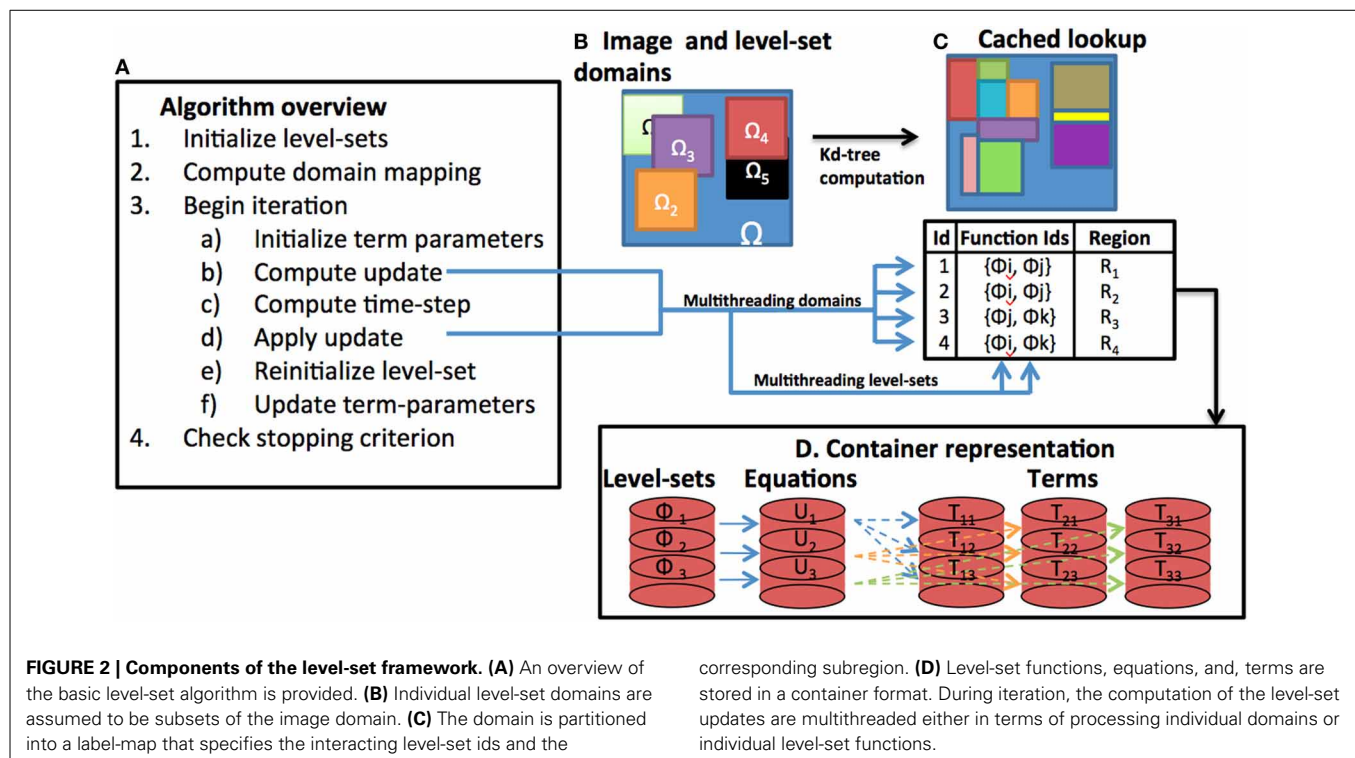 A
Algorithm overview
1. Initialize level-sets
2. Compute domain mapping
3. Begin iteration
a) Initialize term parameters
b) Compute update
c) Compute time-step
d) Apply update
e) Reinitialize level-set
f) Update term-parameters
4. Check stopping criterion
B Image and level-set
domains
Ω
Ω₃
Ω₂
Ω₄
Ω₅
Ω
Kd-tree
computation
C Cached lookup
Id Function Ids Region
1 {Φi, Φj} R₁
2 {Φi, Φj} R₂
3 {Φj, Φk} R₃
4 {Φi, Φk} R₄
Multithreading domains
Multithreading level-sets
D. Container representation
Level-sets Equations Terms
Φ₁ U₁ T₁₁ T₂₁ T₃₁
Φ₂ U₂ T₁₂ T₂₂ T₃₂
Φ₃ U₃ T₁₃ T₂₃ T₃₃
FIGURE 2 | Components of the level-set framework. (A) An overview of
the basic level-set algorithm is provided. (B) Individual level-set domains are
assumed to be subsets of the image domain. (C) The domain is partitioned
into a label-map that specifies the interacting level-set ids and the
corresponding subregion. (D) Level-set functions, equations, and, terms are
stored in a container format. During iteration, the computation of the level-set
updates are multithreaded either in terms of processing individual domains or
individual level-set functions.